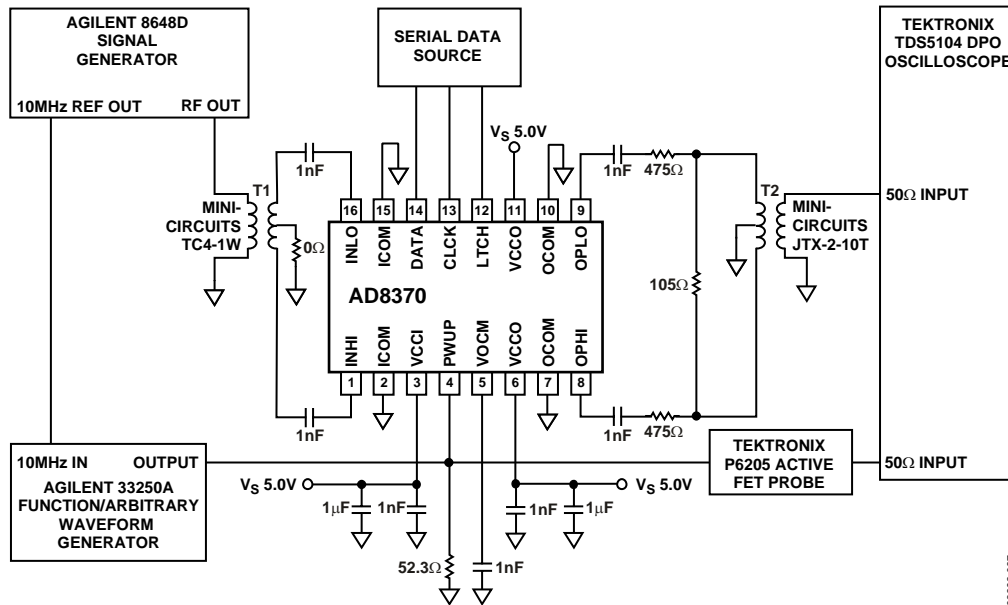 AGILENT 8648D
SIGNAL
GENERATOR
10MHz REF OUT RF OUT
SERIAL DATA
SOURCE
TEKTRONIX
TDS5104 DPO
OSCILLOSCOPE
VS 5.0V
1nF
1nF
475Ω
T1
T2
MINI-
CIRCUITS
TC4-1W
0Ω
16 15 14 13 12 11 10 9
INLO ICOM DATA CLCK LTCH VCCO OCOM OPLO
AD8370
INHI ICOM VCCI PWUP VOCM VCCO OCOM OPHI
1 2 3 4 5 6 7 8
105Ω
MINI-
CIRCUITS
JTX-2-10T
50Ω INPUT
1nF
1nF
475Ω
10MHz IN OUTPUT
AGILENT 33250A
FUNCTION/ARBITRARY
WAVEFORM
GENERATOR
TEKTRONIX
P6205 ACTIVE
FET PROBE
50Ω INPUT
VS 5.0V
VS 5.0V
1μF 1nF
1nF 1μF
52.3Ω
1nF